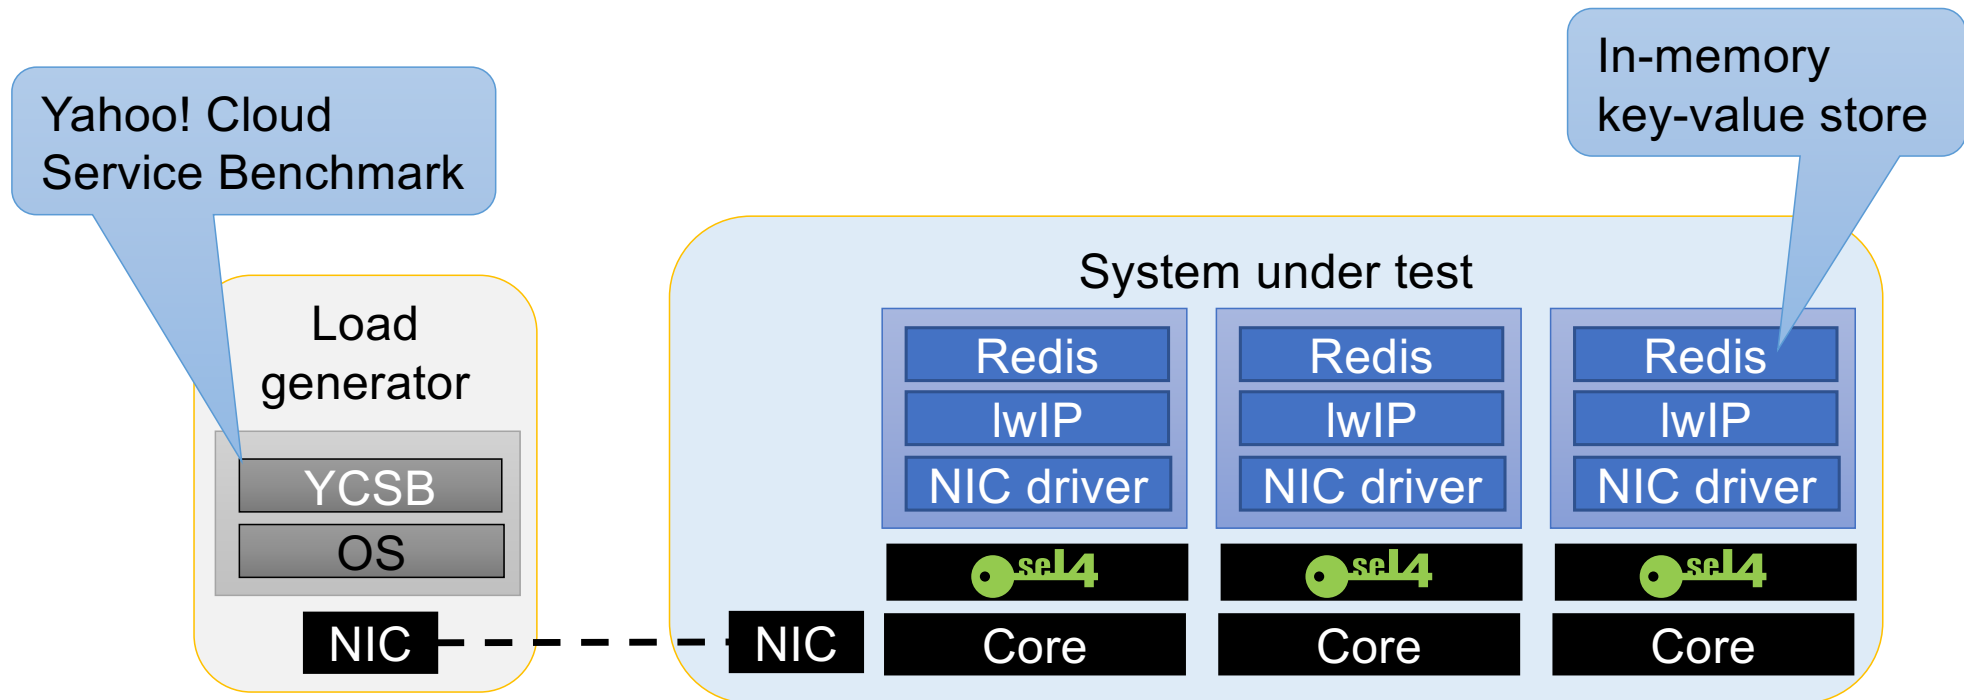 In-memory
key-value store
Yahoo! Cloud
Service Benchmark
System under test
Load
generator
Redis
Redis
Redis
lwIP
lwIP
lwIP
NIC driver
NIC driver
NIC driver
YCSB
OS
seL4
seL4
seL4
NIC
NIC
Core
Core
Core